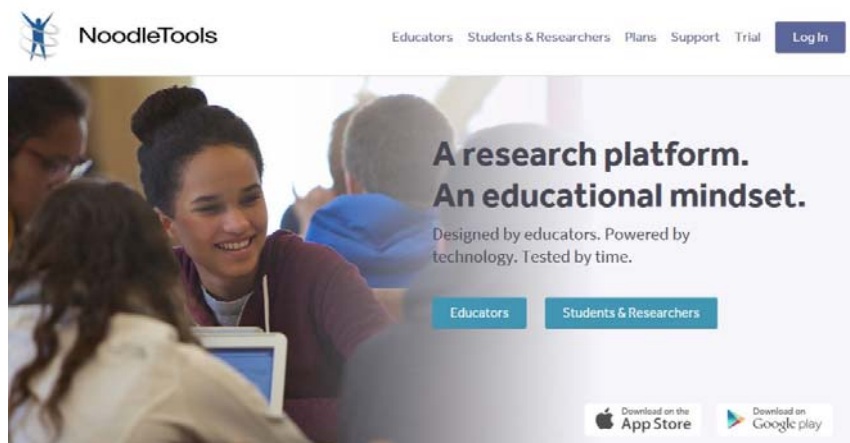 NoodleTools
Educators Students & Researchers Plans Support Trial Log In
A research platform.
An educational mindset.
Designed by educators. Powered by
technology. Tested by time.
Educators Students & Researchers
Download on the
App Store
Download on
Google play